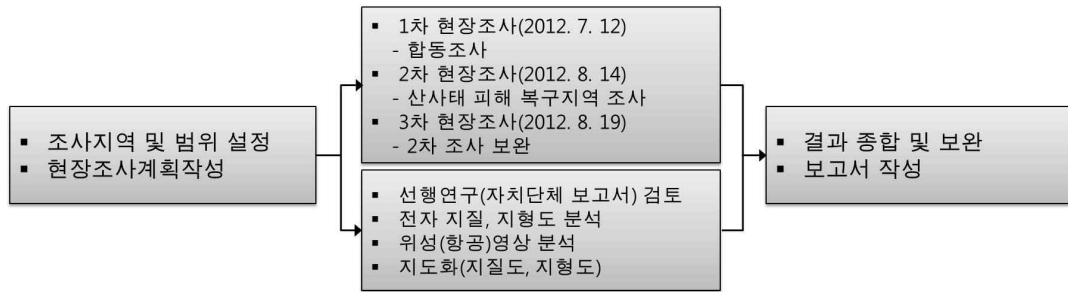 ▪ 조사지역 및 범위 설정
▪ 현장조사계획작성
▪ 1차 현장조사(2012. 7. 12)
- 합동조사
▪ 2차 현장조사(2012. 8. 14)
- 산사태 피해 복구지역 조사
▪ 3차 현장조사(2012. 8. 19)
- 2차 조사 보완
▪ 선행연구(자치단체 보고서) 검토
▪ 전자 지질, 지형도 분석
▪ 위성(항공)영상 분석
▪ 지도화(지질도, 지형도)
▪ 결과 종합 및 보완
▪ 보고서 작성